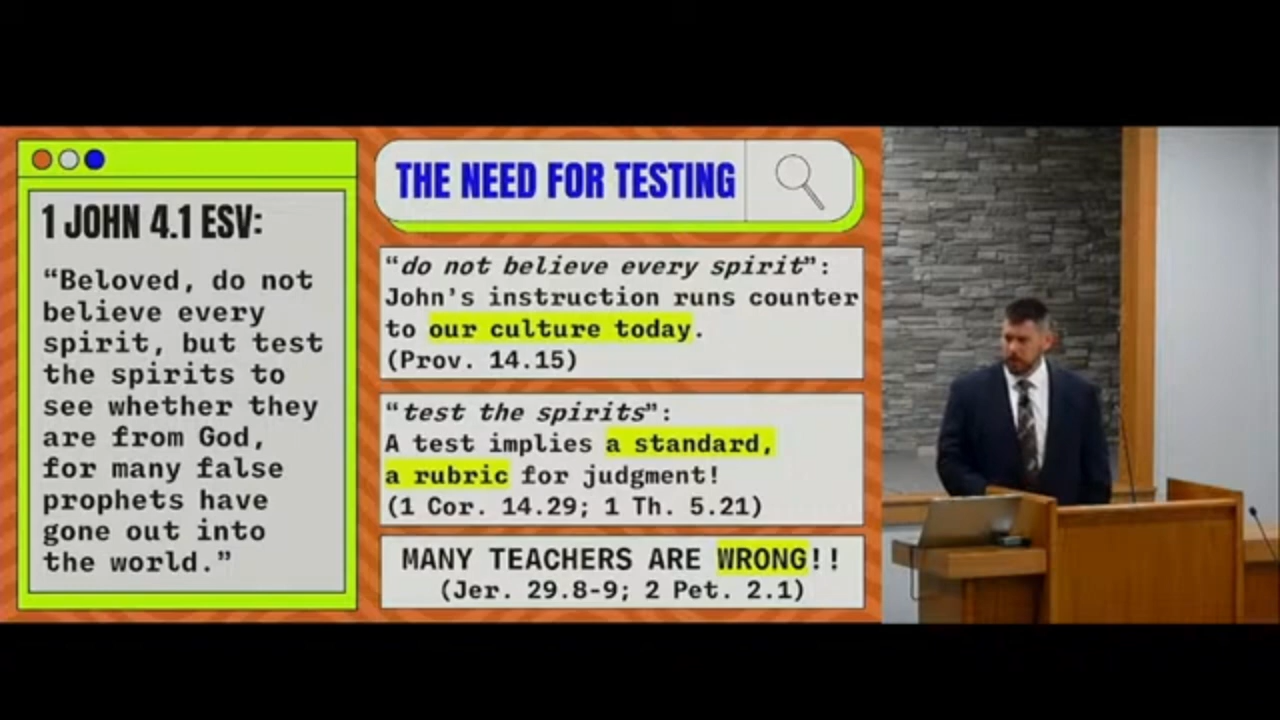 1 JOHN 4.1 ESV:
“Beloved, do not
believe every
spirit, but test
the spirits to
see whether they
are from God,
for many false
prophets have
gone out into
the world.”
THE NEED FOR TESTING
“do not believe every spirit”:
John’s instruction runs counter
to our culture today.
(Prov. 14.15)
“test the spirits”:
A test implies a standard,
a rubric for judgment!
(1 Cor. 14.29; 1 Th. 5.21)
MANY TEACHERS ARE WRONG!!
(Jer. 29.8-9; 2 Pet. 2.1)